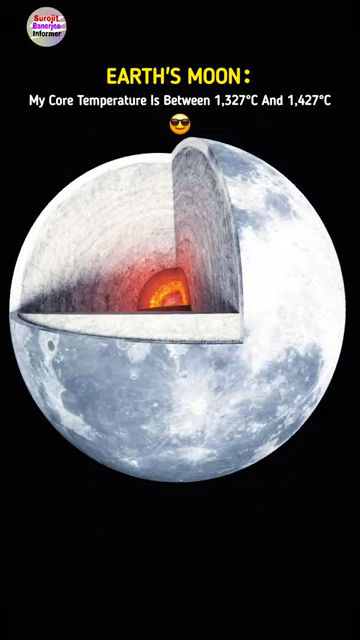 Surojit
Banerjee
Informer
EARTH'S MOON:
My Core Temperature Is Between 1,327°C And 1,427°C
😎